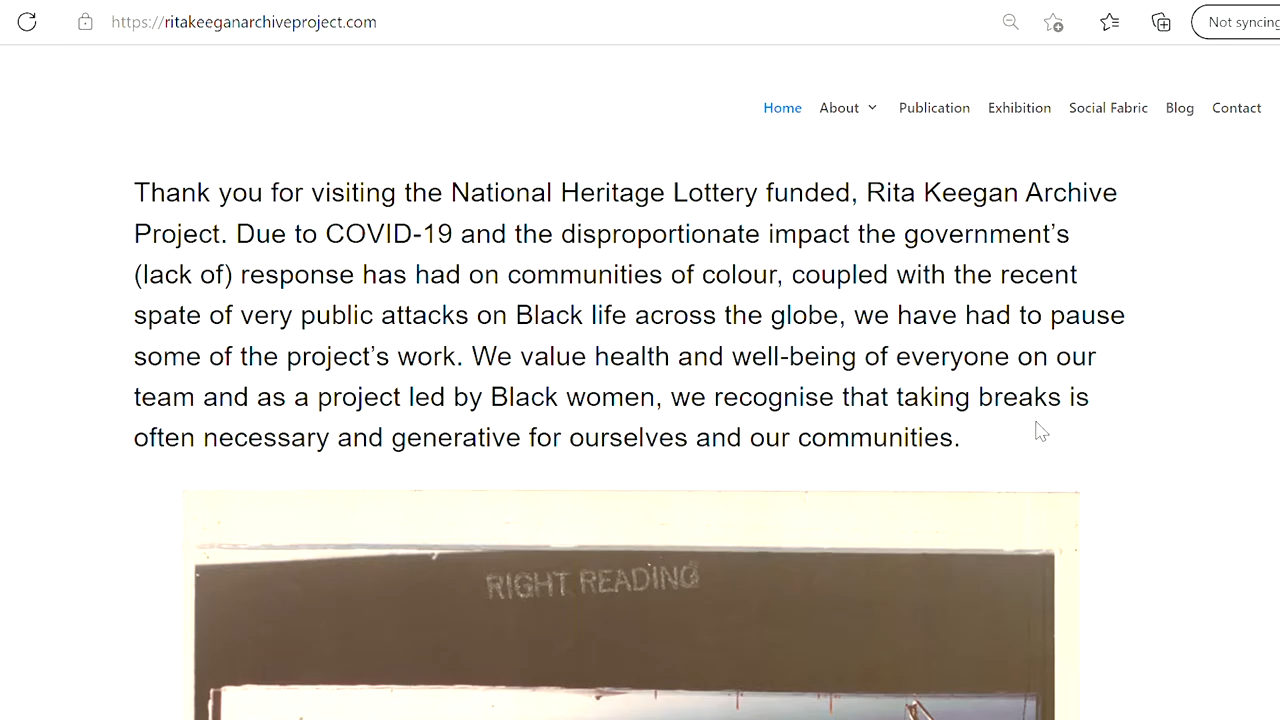 https://ritakeeganarchiveproject.com
Not syncing
Home About Publication Exhibition Social Fabric Blog Contact
Thank you for visiting the National Heritage Lottery funded, Rita Keegan Archive
Project. Due to COVID-19 and the disproportionate impact the government’s
(lack of) response has had on communities of colour, coupled with the recent
spate of very public attacks on Black life across the globe, we have had to pause
some of the project’s work. We value health and well-being of everyone on our
team and as a project led by Black women, we recognise that taking breaks is
often necessary and generative for ourselves and our communities.
RIGHT READING